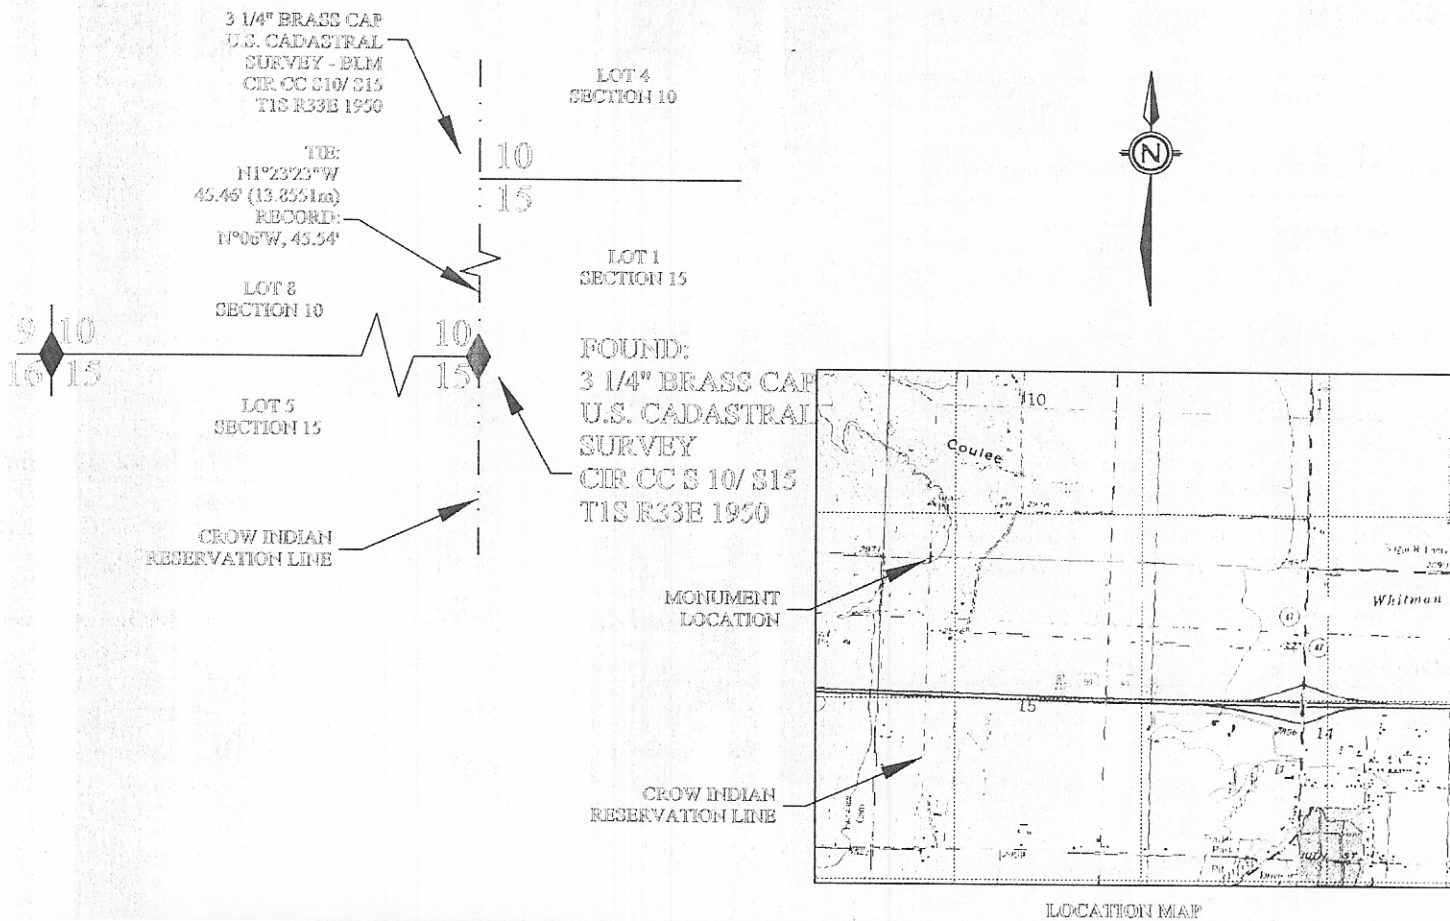 3 1/4" BRASS CAP
U.S. CADASTRAL
SURVEY - BLM
CIR CC S10/ S15
T1S R33E 1950
LOT 4
SECTION 10
10
15
TIE:
N1°23'23"W
45.46' (13.8551m)
RECORD:
N°06'W, 45.54'
LOT 1
SECTION 15
LOT 8
SECTION 10
9 10
16 15
10
15
LOT 5
SECTION 15
FOUND:
3 1/4" BRASS CAP
U.S. CADASTRAL
SURVEY
CIR CC S 10/ S15
T1S R33E 1950
CROW INDIAN
RESERVATION LINE
N
10
Coulee
Whitman
MONUMENT
LOCATION
15
14
CROW INDIAN
RESERVATION LINE
LOCATION MAP